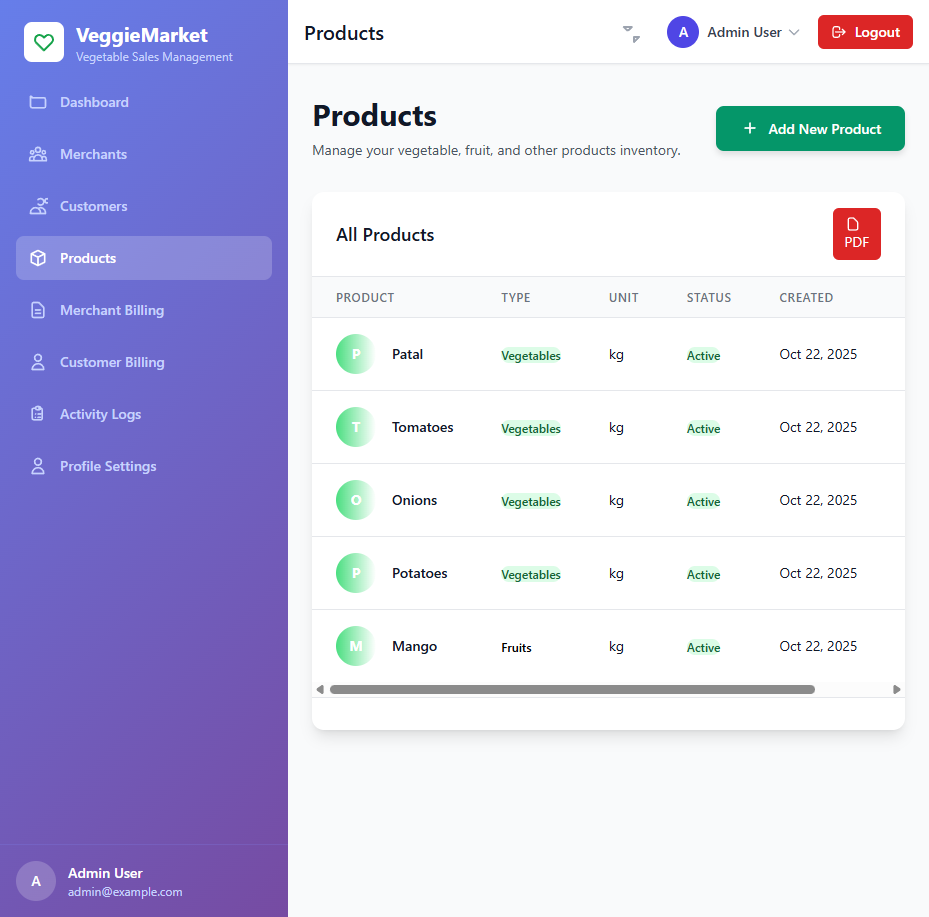 VeggieMarket
Vegetable Sales Management
Dashboard
Merchants
Customers
Products
Merchant Billing
Customer Billing
Activity Logs
Profile Settings
A
Admin User
admin@example.com
Products
A Admin User
Logout
Products
Manage your vegetable, fruit, and other products inventory.
Add New Product
All Products
PDF
PRODUCT TYPE UNIT STATUS CREATED
P Patal Vegetables kg Active Oct 22, 2025
T Tomatoes Vegetables kg Active Oct 22, 2025
O Onions Vegetables kg Active Oct 22, 2025
P Potatoes Vegetables kg Active Oct 22, 2025
M Mango Fruits kg Active Oct 22, 2025